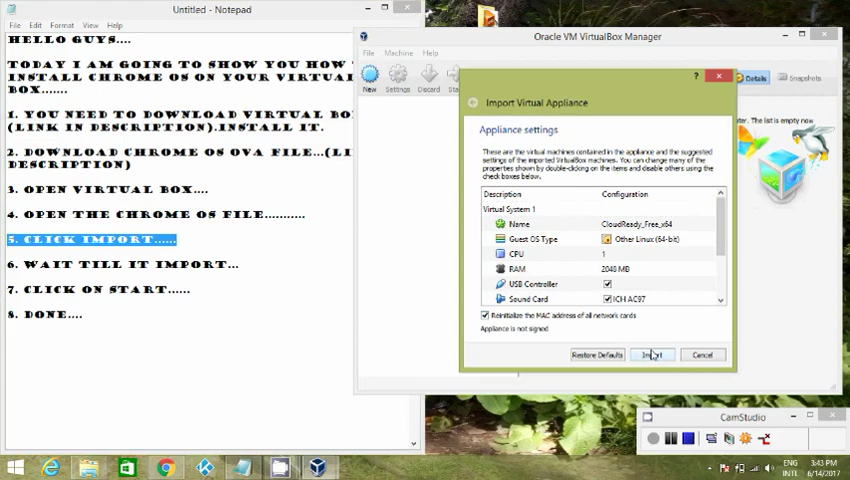 Untitled - Notepad
File Edit Format View Help
HELLO GUYS....
TODAY I AM GOING TO SHOW YOU HOW
INSTALL CHROME OS ON YOUR VIRTUAL
BOX.......
1. YOU NEED TO DOWNLOAD VIRTUAL BO
(LINK IN DESCRIPTION).INSTALL IT.
2. DOWNLOAD CHROME OS OVA FILE...(LI
DESCRIPTION)
3. OPEN VIRTUAL BOX....
4. OPEN THE CHROME OS FILE...........
5. CLICK IMPORT......
6. WAIT TILL IT IMPORT...
7. CLICK ON START......
8. DONE....
Oracle VM VirtualBox Manager
File Machine Help
New Settings Discard Sta
Details Snapshots
ter. The list is empty now
?
Import Virtual Appliance
Appliance settings
These are the virtual machines contained in the appliance and the suggested
settings of the imported VirtualBox machines. You can change many of the
properties shown by double-clicking on the items and disable others using the
check boxes below.
Description Configuration
Virtual System 1
Name CloudReady_Free_x64
Guest OS Type Other Linux (64-bit)
CPU 1
RAM 2048 MB
USB Controller
Sound Card ICH AC97
Reinitialize the MAC address of all network cards
Appliance is not signed
Restore Defaults Import Cancel
CamStudio
ENG 3:43 PM
INTL 6/14/2017